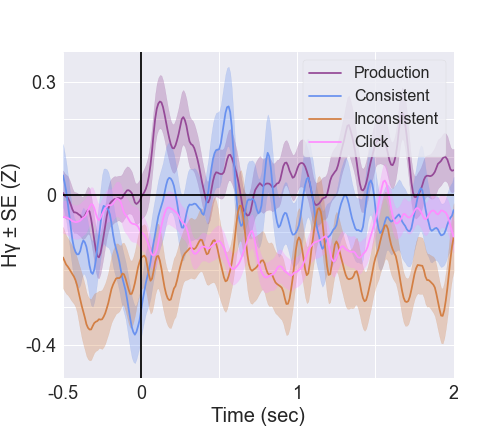 Production
Consistent
Inconsistent
Click
0.3
0
-0.4
Hγ ± SE (Z)
-0.5
0
1
2
Time (sec)